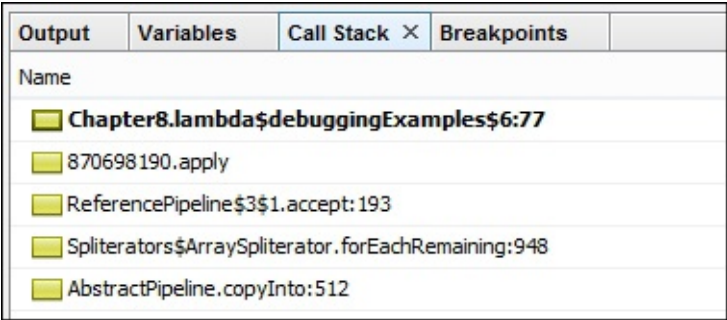 Output Variables Call Stack × Breakpoints
Name
Chapter8.lambda$debuggingExamples$6:77
870698190.apply
ReferencePipeline$3$1.accept:193
Spliterators$ArraySpliterator.forEachRemaining:948
AbstractPipeline.copyInto:512